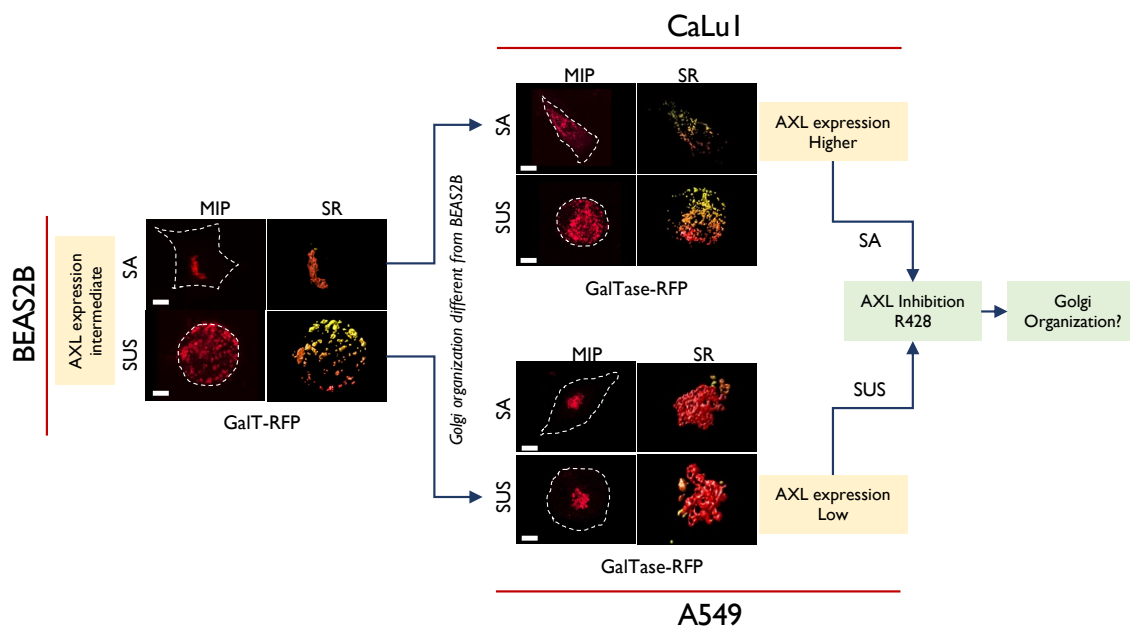 BEAS2B
AXL expression
intermediate
MIP
SR
SA
SUS
GalT-RFP
Golgi organization different from BEAS2B
CaLu1
MIP
SR
SA
SUS
GalTase-RFP
AXL expression
Higher
SA
AXL Inhibition
R428
Golgi
Organization?
SUS
MIP
SR
SA
SUS
GalTase-RFP
AXL expression
Low
A549